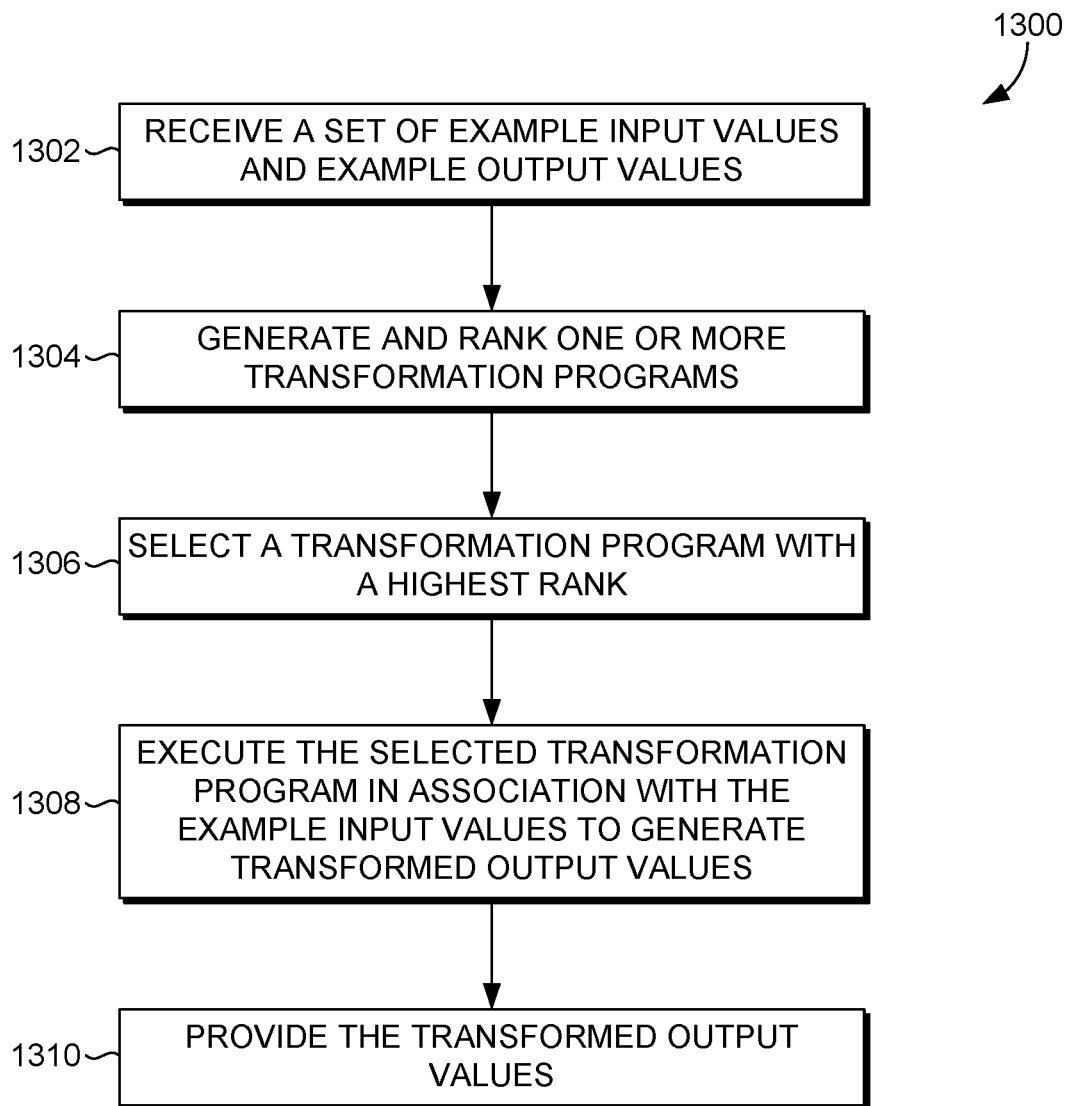 1300
1302
RECEIVE A SET OF EXAMPLE INPUT VALUES
AND EXAMPLE OUTPUT VALUES
1304
GENERATE AND RANK ONE OR MORE
TRANSFORMATION PROGRAMS
1306
SELECT A TRANSFORMATION PROGRAM WITH
A HIGHEST RANK
1308
EXECUTE THE SELECTED TRANSFORMATION
PROGRAM IN ASSOCIATION WITH THE
EXAMPLE INPUT VALUES TO GENERATE
TRANSFORMED OUTPUT VALUES
1310
PROVIDE THE TRANSFORMED OUTPUT
VALUES